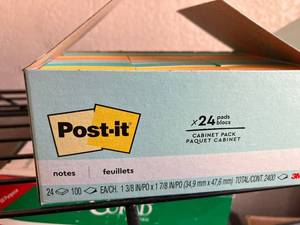 Post-it
x24 pads
blocs
CABINET PACK
PAQUET CABINET
notes | feuillets
24 100 EA/CH. 1 3/8 IN/PO x 1 7/8 IN/PO (34,9 mm x 47,6 mm) TOTAL/CONT. 2400
3M